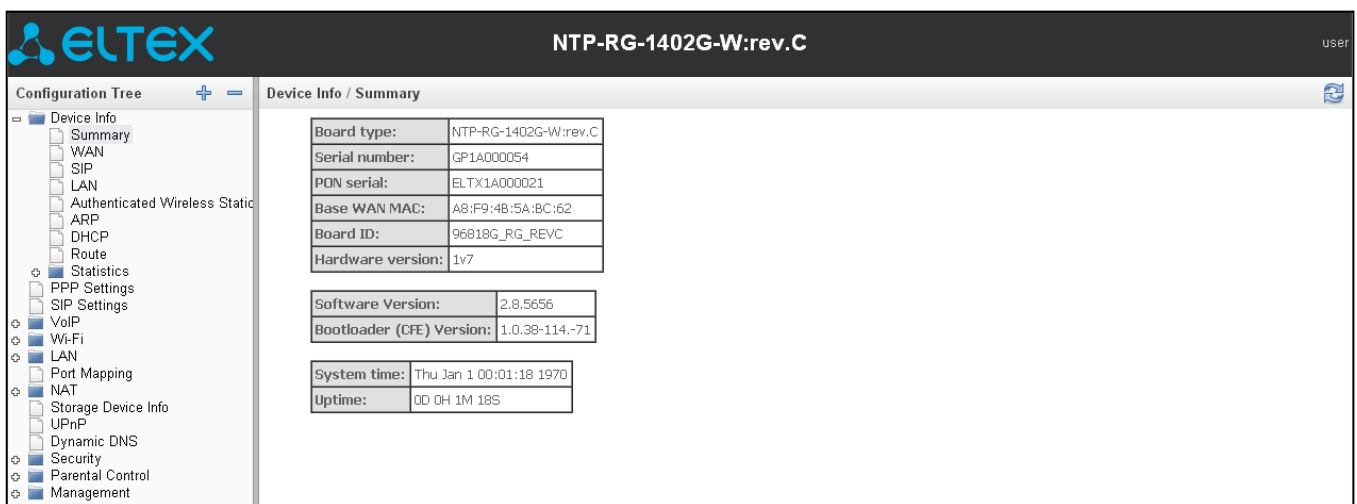 ELTEX
NTP-RG-1402G-W:rev.C
user
Configuration Tree
Device Info
Summary
WAN
SIP
LAN
Authenticated Wireless Static
ARP
DHCP
Route
Statistics
PPP Settings
SIP Settings
VoIP
Wi-Fi
LAN
Port Mapping
NAT
Storage Device Info
UPnP
Dynamic DNS
Security
Parental Control
Management
Device Info / Summary
Board type: NTP-RG-1402G-W:rev.C
Serial number: GP1A000054
PON serial: ELTX1A000021
Base WAN MAC: A8:F9:4B:5A:BC:62
Board ID: 96818G_RG_REVC
Hardware version: 1v7
Software Version: 2.8.5656
Bootloader (CFE) Version: 1.0.38-114.-71
System time: Thu Jan 1 00:01:18 1970
Uptime: 0D 0H 1M 18S